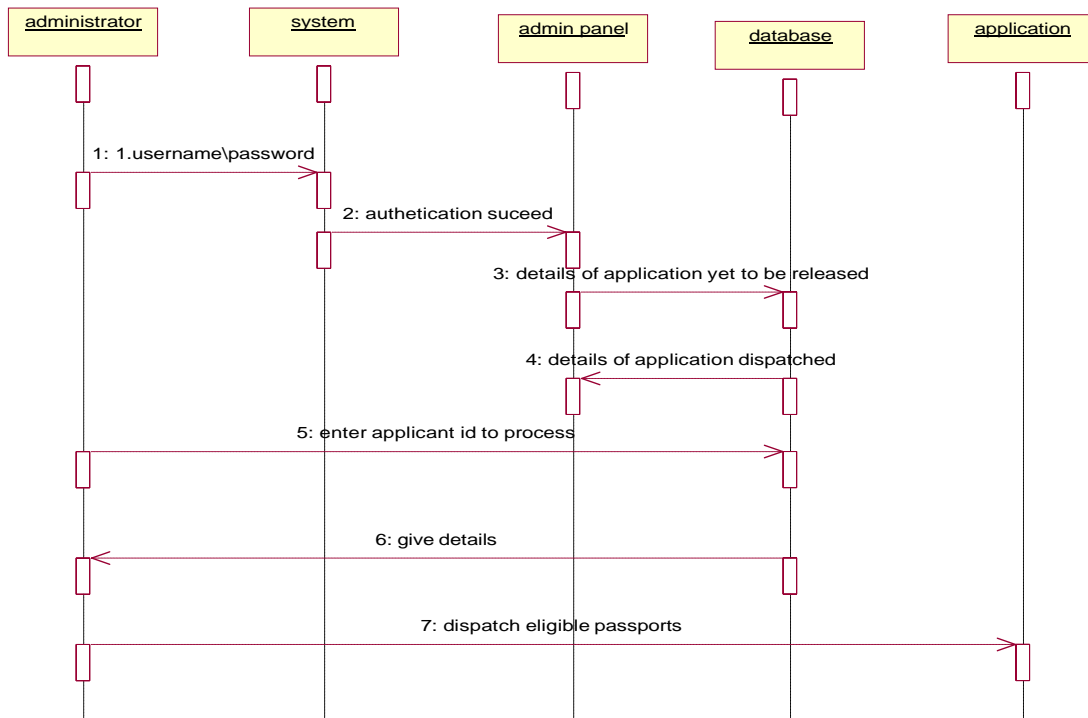 administrator
system
admin panel
database
application
1: 1.username\password
2: authetication suceed
3: details of application yet to be released
4: details of application dispatched
5: enter applicant id to process
6: give details
7: dispatch eligible passports